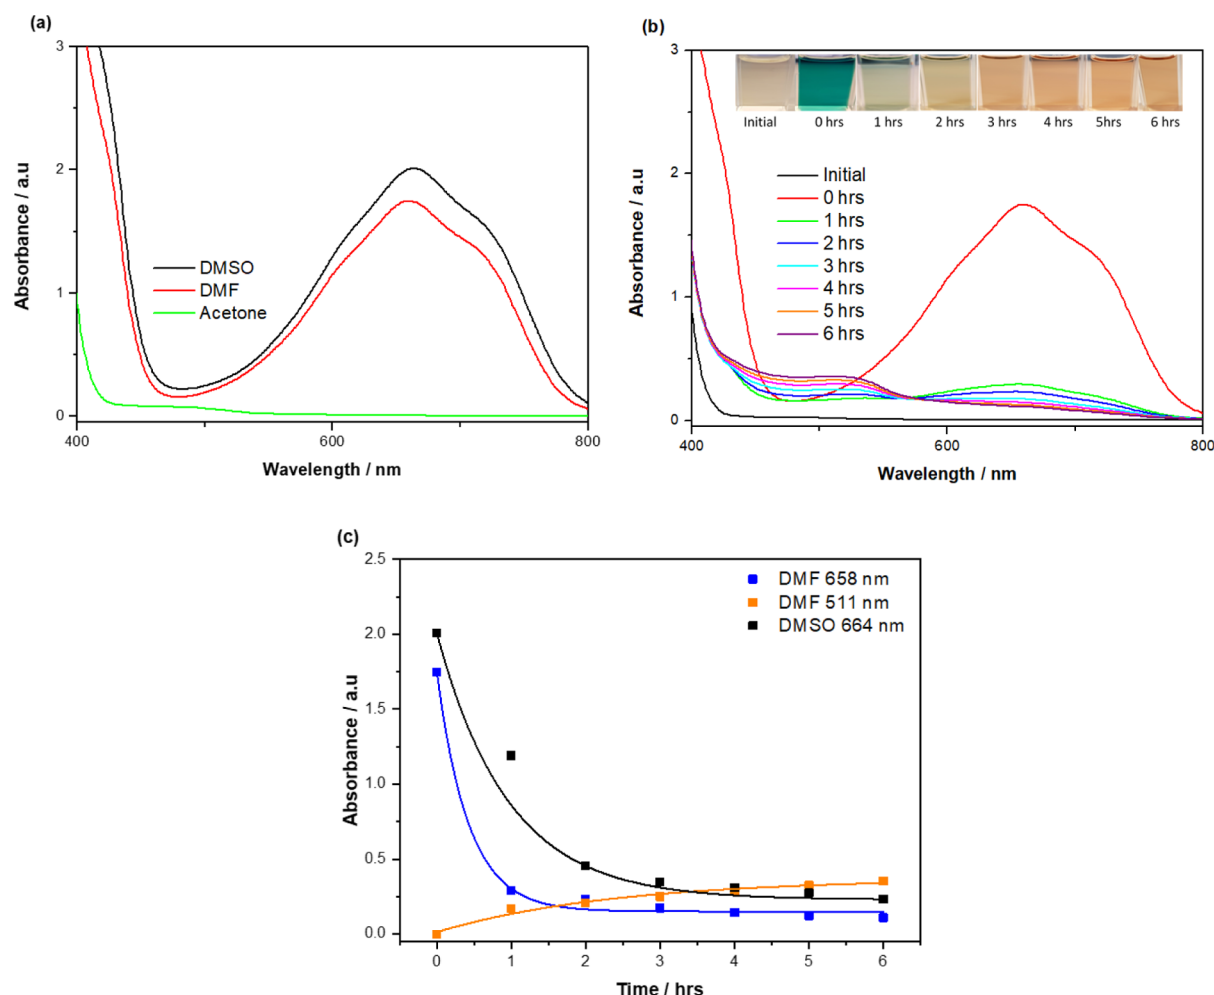 (a)
3
2
1
0
400
600
800
Absorbance / a.u
Wavelength / nm
DMSO
DMF
Acetone
(b)
3
2
1
0
400
600
800
Absorbance / a.u
Wavelength / nm
Initial 0 hrs 1 hrs 2 hrs 3 hrs 4 hrs 5hrs 6 hrs
Initial
0 hrs
1 hrs
2 hrs
3 hrs
4 hrs
5 hrs
6 hrs
(c)
2.5
2.0
1.5
1.0
0.5
0.0
0 1 2 3 4 5 6
Absorbance / a.u
Time / hrs
DMF 658 nm
DMF 511 nm
DMSO 664 nm